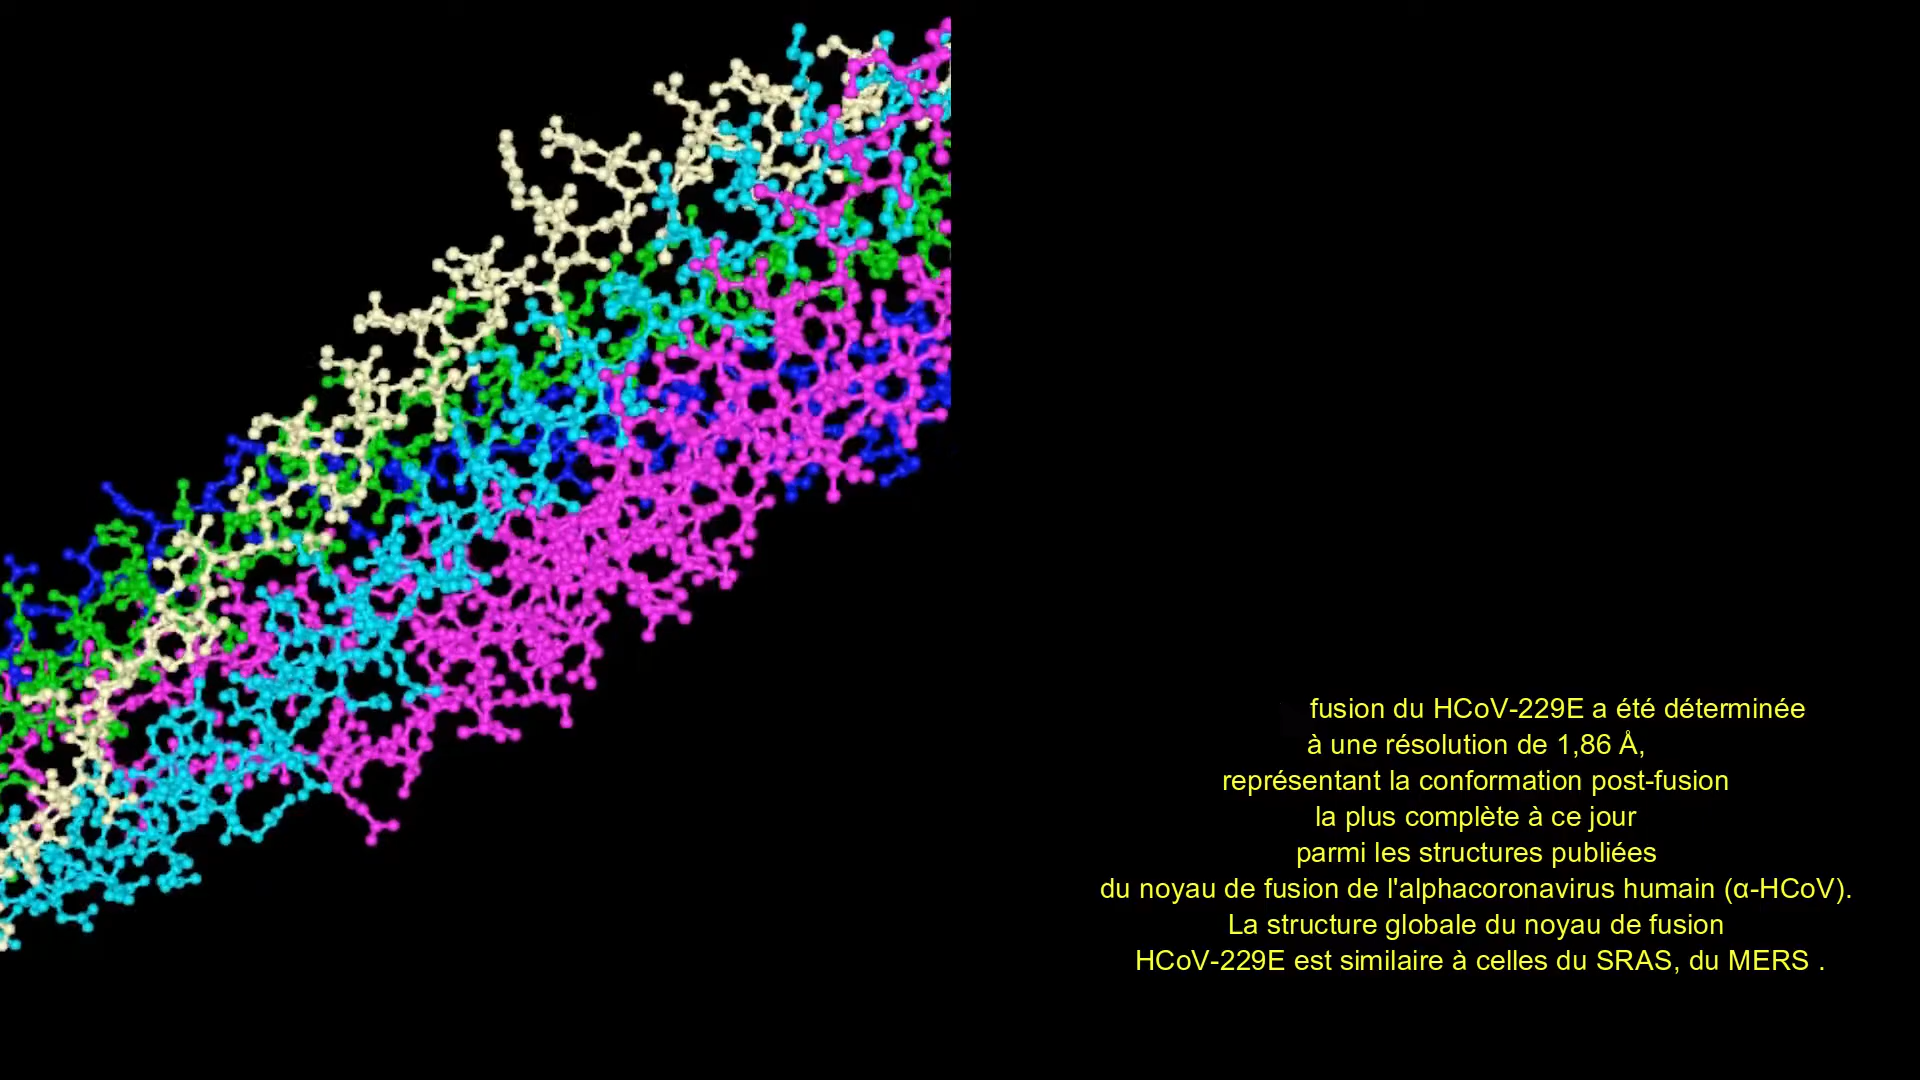 fusion du HCoV-229E a été déterminée
à une résolution de 1,86 Å,
représentant la conformation post-fusion
la plus complète à ce jour
parmi les structures publiées
du noyau de fusion de l'alphacoronavirus humain (α-HCoV).
La structure globale du noyau de fusion
HCoV-229E est similaire à celles du SRAS, du MERS .